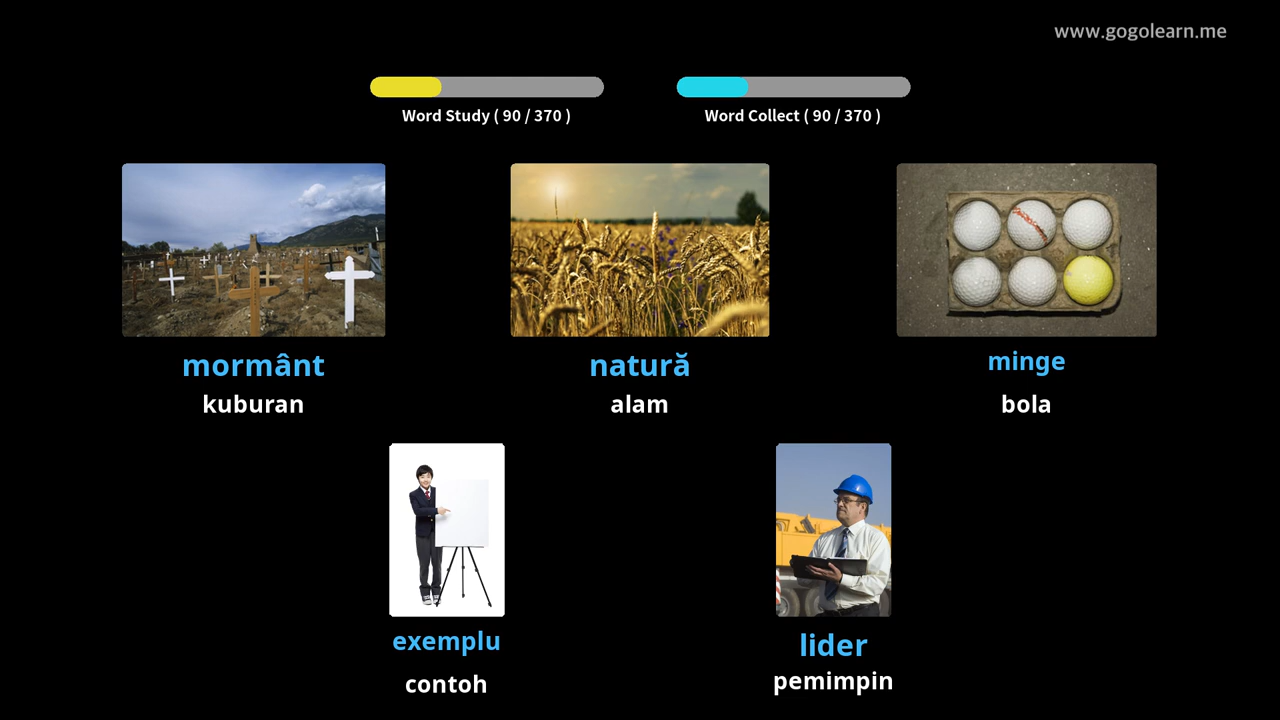 www.gogolearn.me
Word Study ( 90 / 370 )
Word Collect ( 90 / 370 )
mormânt
kuburan
natură
alam
minge
bola
exemplu
contoh
lider
pemimpin